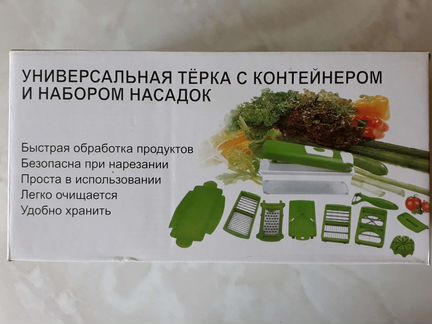 УНИВЕРСАЛЬНАЯ ТЁРКА С КОНТЕЙНЕРОМ
И НАБОРОМ НАСАДОК
Быстрая обработка продуктов
Безопасна при нарезании
Проста в использовании
Легко очищается
Удобно хранить